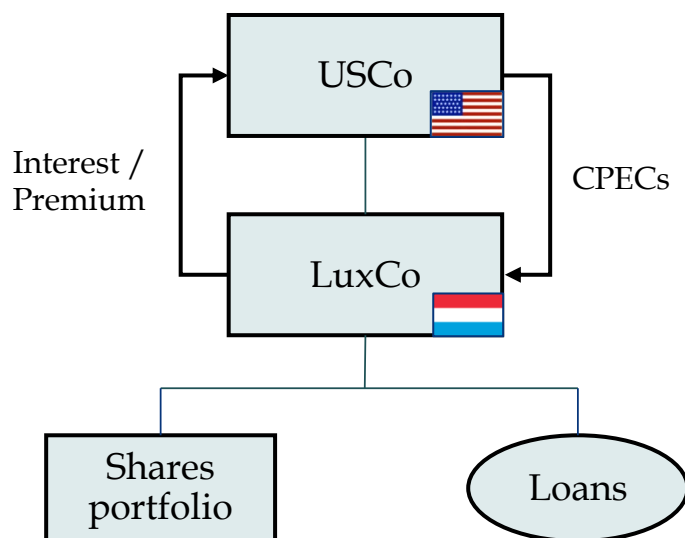 USCo
Interest /
Premium
CPECs
LuxCo
Shares
portfolio
Loans